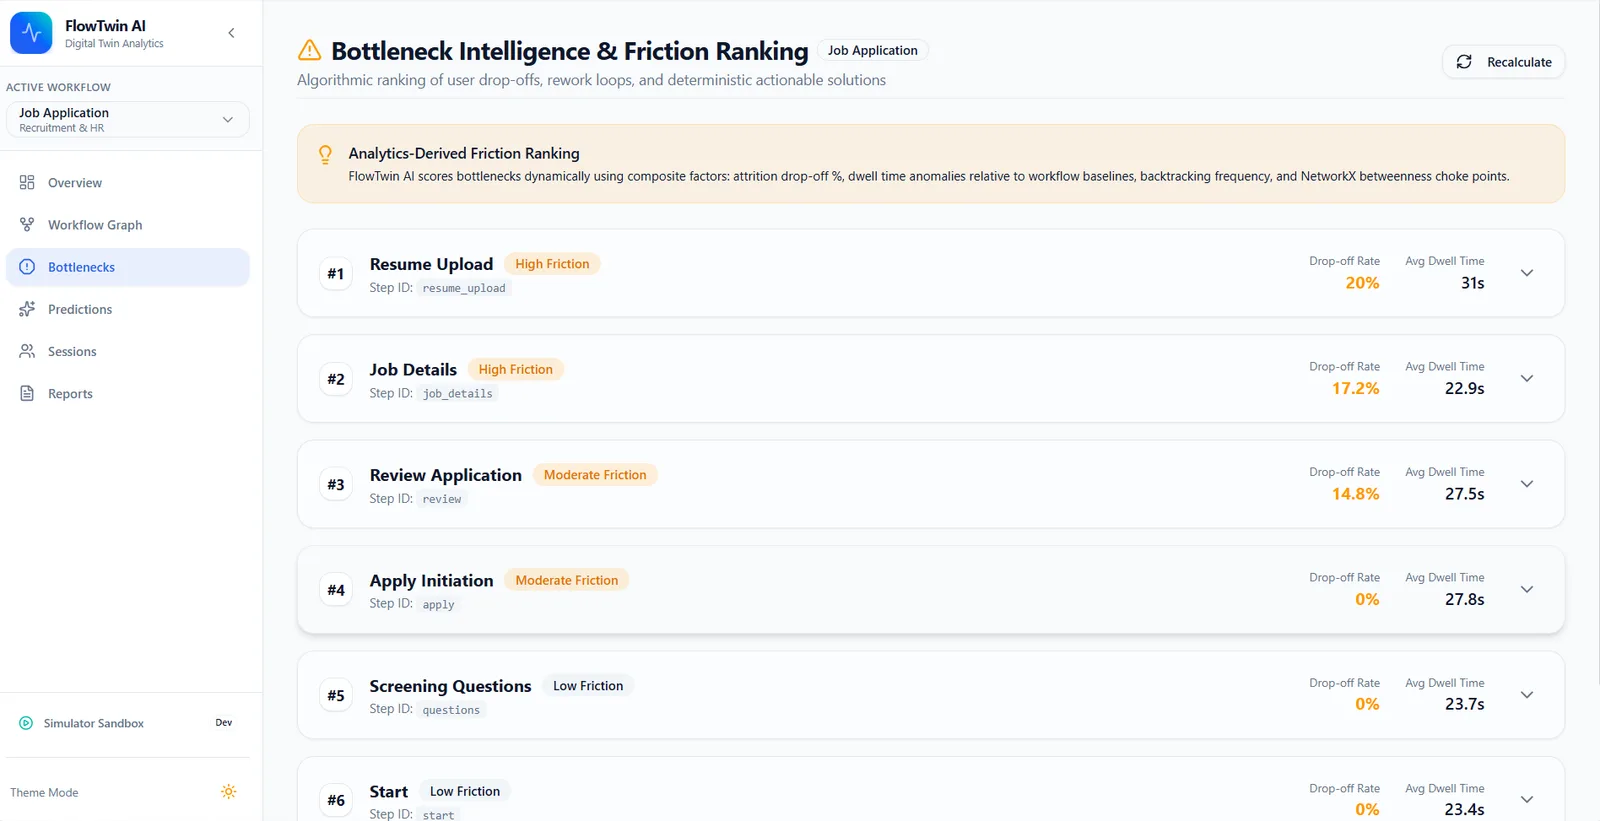 FlowTwin AI
Digital Twin Analytics
ACTIVE WORKFLOW
Job Application
Recruitment & HR
Overview
Workflow Graph
Bottlenecks
Predictions
Sessions
Reports
Simulator Sandbox
Dev
Theme Mode
Bottleneck Intelligence & Friction Ranking
Job Application
Algorithmic ranking of user drop-offs, rework loops, and deterministic actionable solutions
Recalculate
Analytics-Derived Friction Ranking
FlowTwin AI scores bottlenecks dynamically using composite factors: attrition drop-off %, dwell time anomalies relative to workflow baselines, backtracking frequency, and NetworkX betweenness choke points.
#1
Resume Upload
High Friction
Step ID: resume_upload
Drop-off Rate
20%
Avg Dwell Time
31s
#2
Job Details
High Friction
Step ID: job_details
Drop-off Rate
17.2%
Avg Dwell Time
22.9s
#3
Review Application
Moderate Friction
Step ID: review
Drop-off Rate
14.8%
Avg Dwell Time
27.5s
#4
Apply Initiation
Moderate Friction
Step ID: apply
Drop-off Rate
0%
Avg Dwell Time
27.8s
#5
Screening Questions
Low Friction
Step ID: questions
Drop-off Rate
0%
Avg Dwell Time
23.7s
#6
Start
Low Friction
Step ID: start
Drop-off Rate
0%
Avg Dwell Time
23.4s